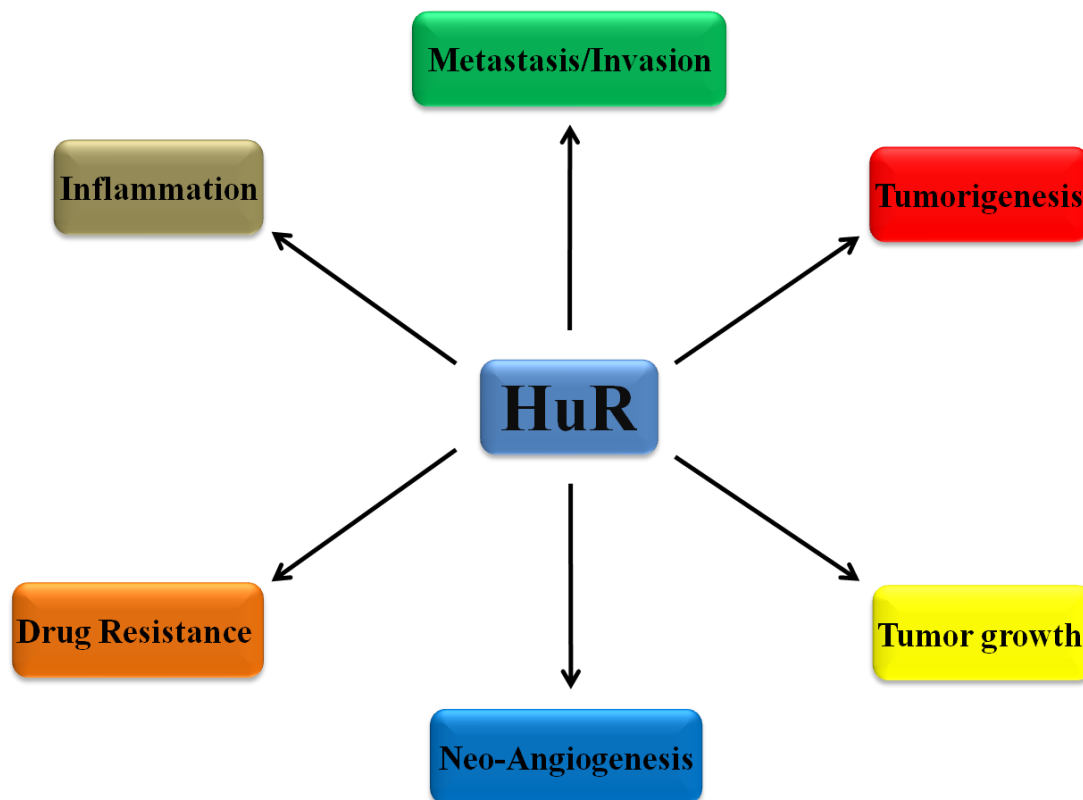 Metastasis/Invasion
Inflammation
Tumorigenesis
HuR
Drug Resistance
Tumor growth
Neo-Angiogenesis